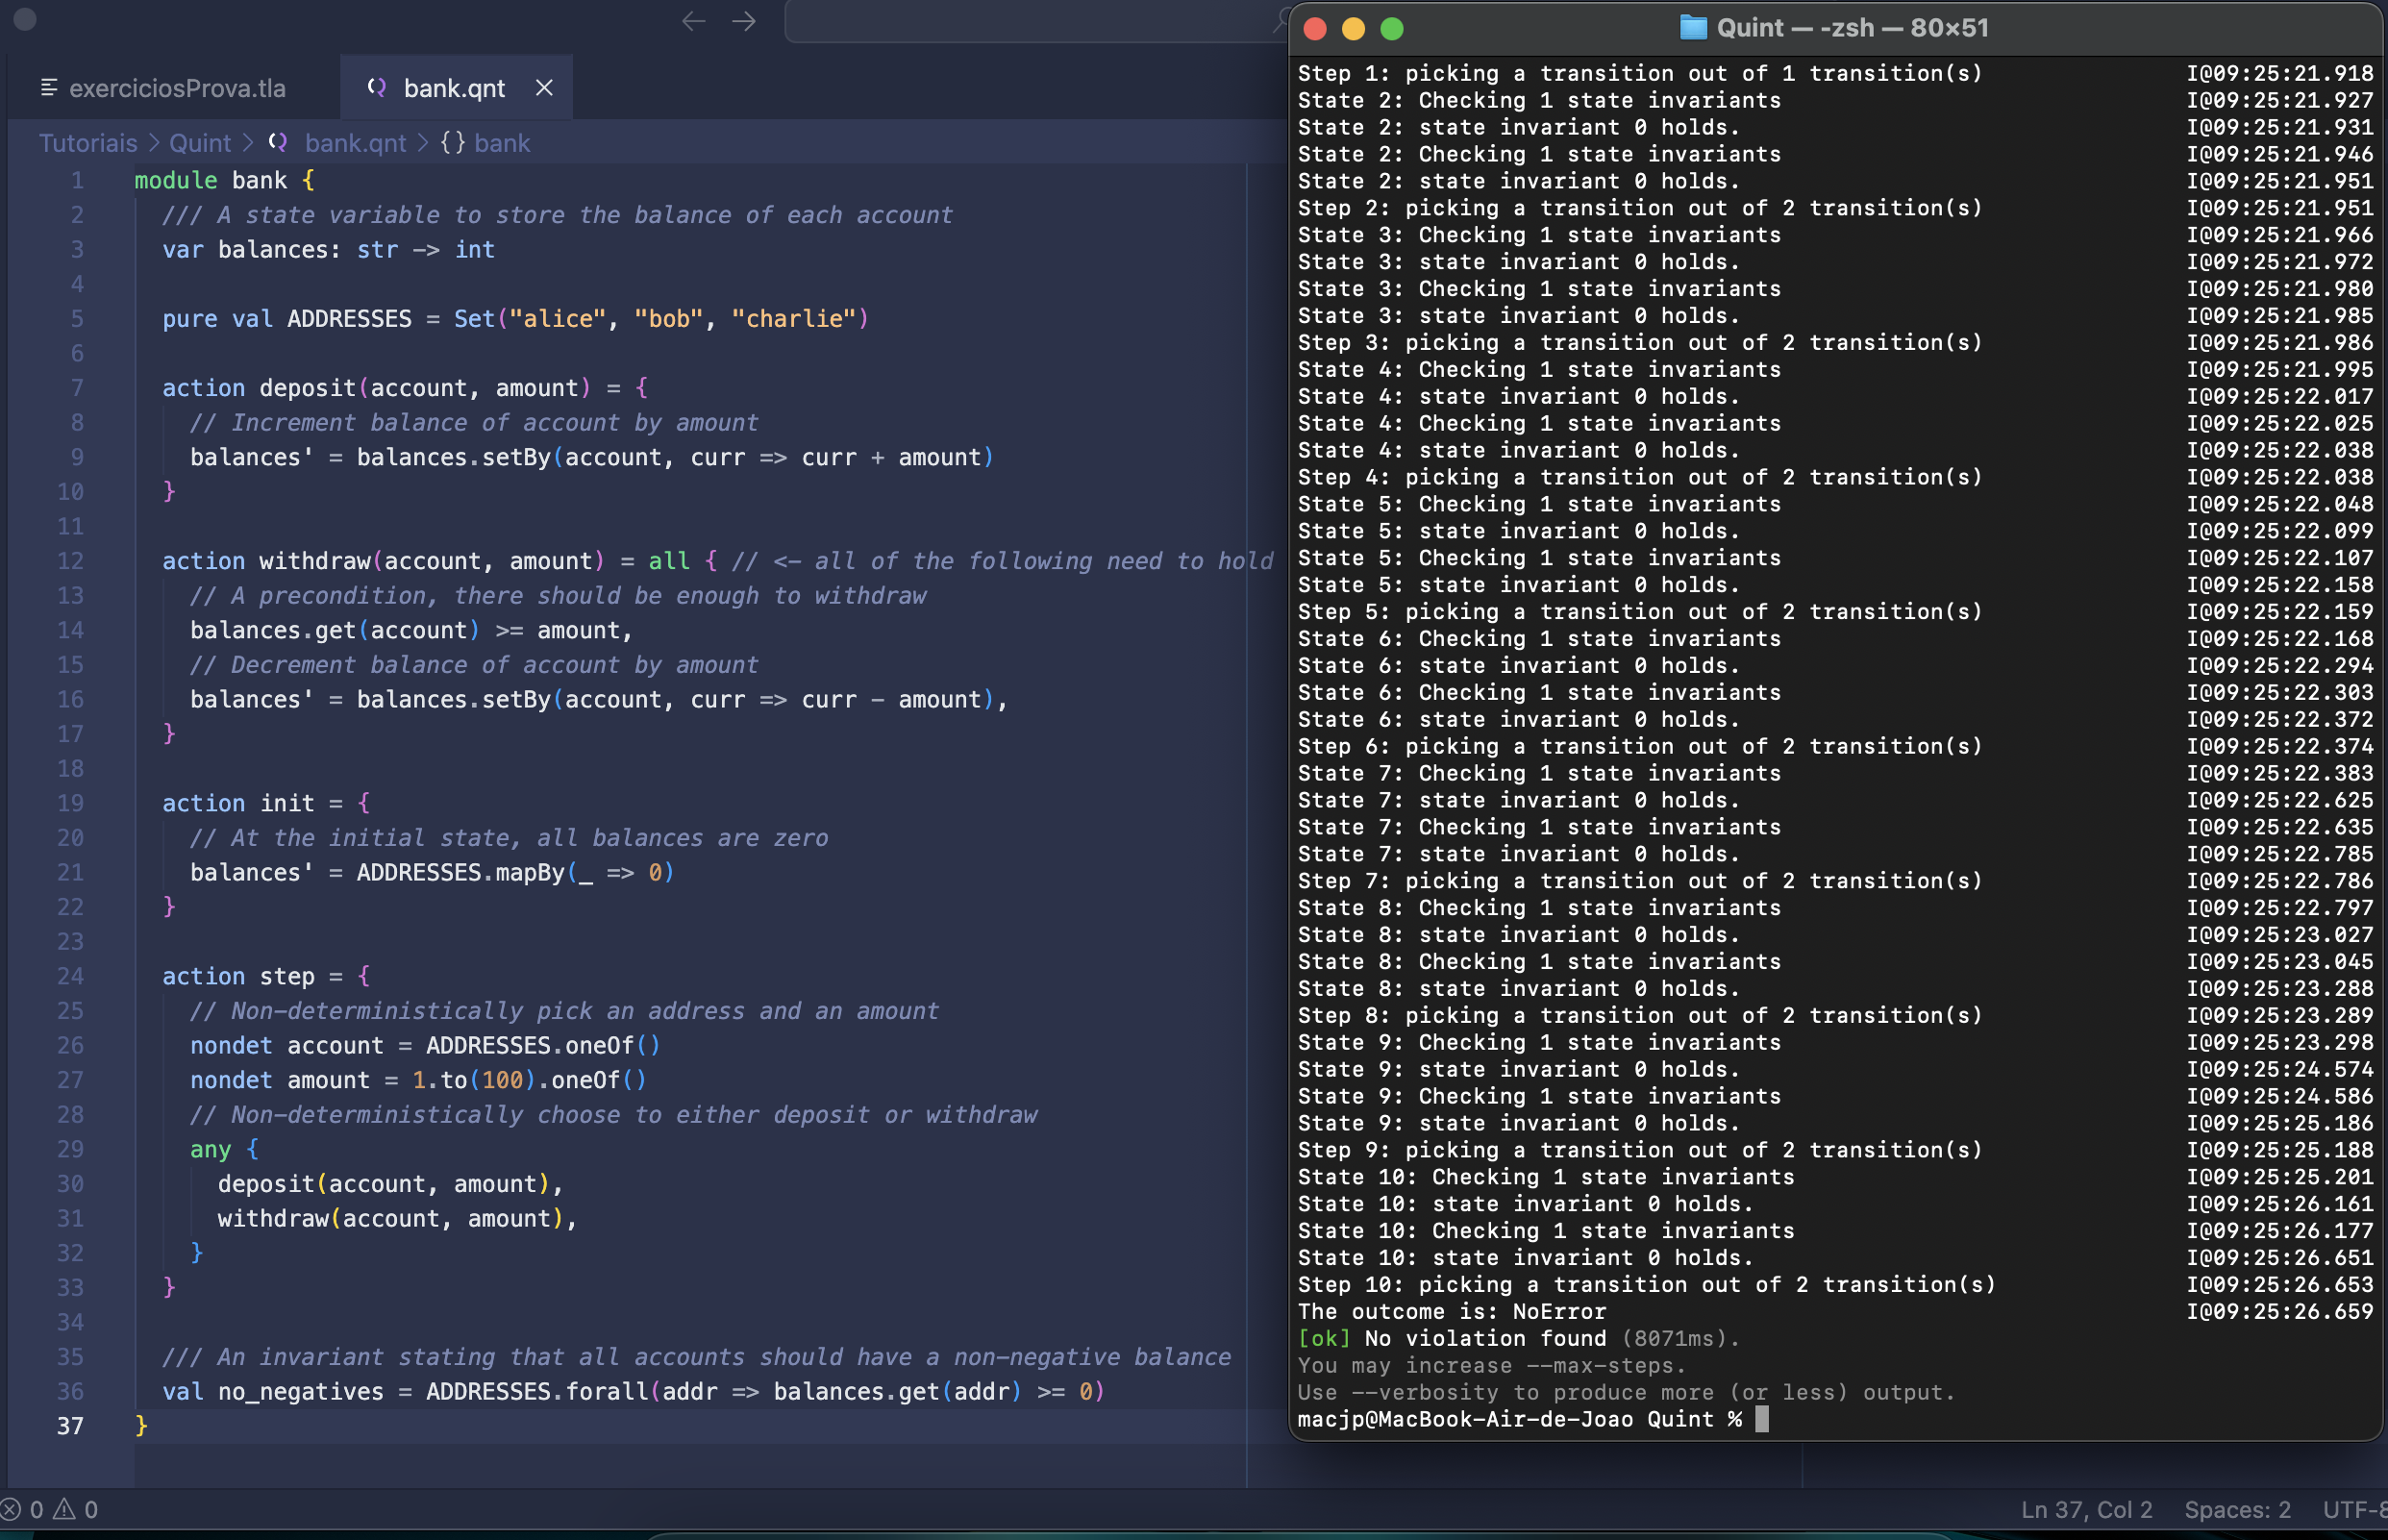 exerciciosProva.tla
bank.qnt
Tutoriais > Quint > bank.qnt > {} bank
1 module bank {
2 /// A state variable to store the balance of each account
3 var balances: str -> int
4
5 pure val ADDRESSES = Set("alice", "bob", "charlie")
6
7 action deposit(account, amount) = {
8 // Increment balance of account by amount
9 balances' = balances.setBy(account, curr => curr + amount)
10 }
11
12 action withdraw(account, amount) = all { // <- all of the following need to hold
13 // A precondition, there should be enough to withdraw
14 balances.get(account) >= amount,
15 // Decrement balance of account by amount
16 balances' = balances.setBy(account, curr => curr - amount),
17 }
18
19 action init = {
20 // At the initial state, all balances are zero
21 balances' = ADDRESSES.mapBy(_ => 0)
22 }
23
24 action step = {
25 // Non-deterministically pick an address and an amount
26 nondet account = ADDRESSES.oneOf()
27 nondet amount = 1.to(100).oneOf()
28 // Non-deterministically choose to either deposit or withdraw
29 any {
30 deposit(account, amount),
31 withdraw(account, amount),
32 }
33 }
34
35 /// An invariant stating that all accounts should have a non-negative balance
36 val no_negatives = ADDRESSES.forall(addr => balances.get(addr) >= 0)
37 }
0 0
Ln 37, Col 2 Spaces: 2 UTF-8
Quint — -zsh — 80×51
Step 1: picking a transition out of 1 transition(s) I@09:25:21.918
State 2: Checking 1 state invariants I@09:25:21.927
State 2: state invariant 0 holds. I@09:25:21.931
State 2: Checking 1 state invariants I@09:25:21.946
State 2: state invariant 0 holds. I@09:25:21.951
Step 2: picking a transition out of 2 transition(s) I@09:25:21.951
State 3: Checking 1 state invariants I@09:25:21.966
State 3: state invariant 0 holds. I@09:25:21.972
State 3: Checking 1 state invariants I@09:25:21.980
State 3: state invariant 0 holds. I@09:25:21.985
Step 3: picking a transition out of 2 transition(s) I@09:25:21.986
State 4: Checking 1 state invariants I@09:25:21.995
State 4: state invariant 0 holds. I@09:25:22.017
State 4: Checking 1 state invariants I@09:25:22.025
State 4: state invariant 0 holds. I@09:25:22.038
Step 4: picking a transition out of 2 transition(s) I@09:25:22.038
State 5: Checking 1 state invariants I@09:25:22.048
State 5: state invariant 0 holds. I@09:25:22.099
State 5: Checking 1 state invariants I@09:25:22.107
State 5: state invariant 0 holds. I@09:25:22.158
Step 5: picking a transition out of 2 transition(s) I@09:25:22.159
State 6: Checking 1 state invariants I@09:25:22.168
State 6: state invariant 0 holds. I@09:25:22.294
State 6: Checking 1 state invariants I@09:25:22.303
State 6: state invariant 0 holds. I@09:25:22.372
Step 6: picking a transition out of 2 transition(s) I@09:25:22.374
State 7: Checking 1 state invariants I@09:25:22.383
State 7: state invariant 0 holds. I@09:25:22.625
State 7: Checking 1 state invariants I@09:25:22.635
State 7: state invariant 0 holds. I@09:25:22.785
Step 7: picking a transition out of 2 transition(s) I@09:25:22.786
State 8: Checking 1 state invariants I@09:25:22.797
State 8: state invariant 0 holds. I@09:25:23.027
State 8: Checking 1 state invariants I@09:25:23.045
State 8: state invariant 0 holds. I@09:25:23.288
Step 8: picking a transition out of 2 transition(s) I@09:25:23.289
State 9: Checking 1 state invariants I@09:25:23.298
State 9: state invariant 0 holds. I@09:25:24.574
State 9: Checking 1 state invariants I@09:25:24.586
State 9: state invariant 0 holds. I@09:25:25.186
Step 9: picking a transition out of 2 transition(s) I@09:25:25.188
State 10: Checking 1 state invariants I@09:25:25.201
State 10: state invariant 0 holds. I@09:25:26.161
State 10: Checking 1 state invariants I@09:25:26.177
State 10: state invariant 0 holds. I@09:25:26.651
Step 10: picking a transition out of 2 transition(s) I@09:25:26.653
The outcome is: NoError I@09:25:26.659
[ok] No violation found (8071ms).
You may increase --max-steps.
Use --verbosity to produce more (or less) output.
macjp@MacBook-Air-de-Joao Quint %